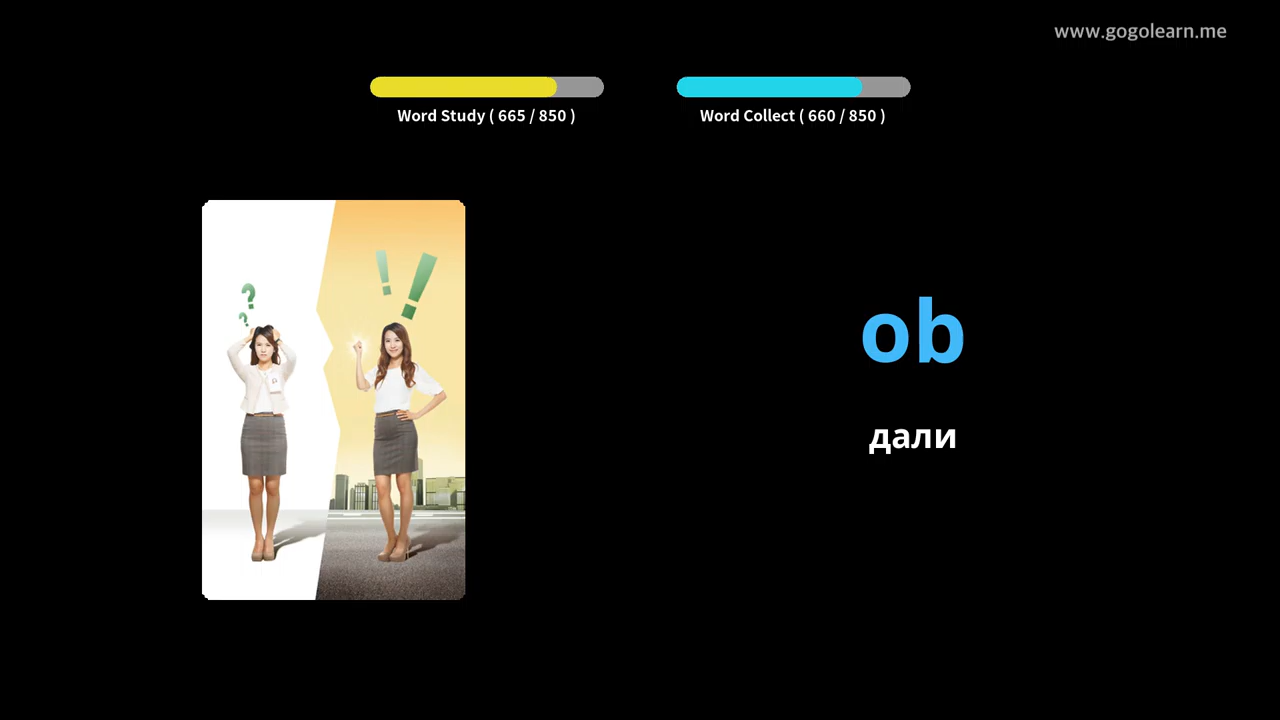 www.gogolearn.me
Word Study ( 665 / 850 )
Word Collect ( 660 / 850 )
? ?
! !
ob
дали